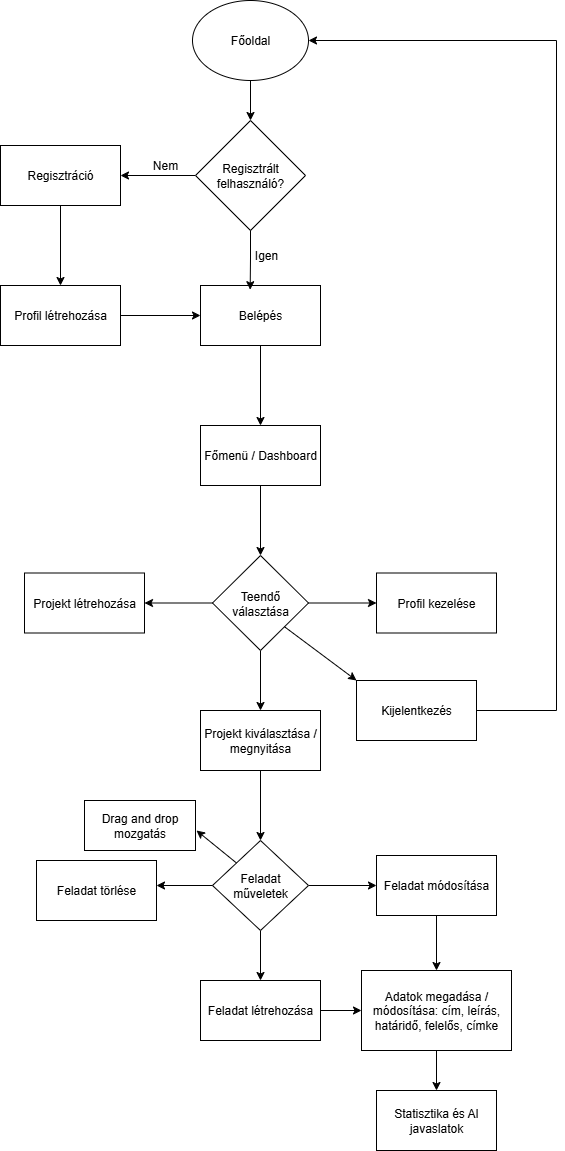 Főoldal
Regisztrált
felhasználó?
Nem
Regisztráció
Igen
Profil létrehozása
Belépés
Főmenü / Dashboard
Teendő
választása
Projekt létrehozása
Profil kezelése
Kijelentkezés
Projekt kiválasztása /
megnyitása
Drag and drop
mozgatás
Feladat
műveletek
Feladat törlése
Feladat módosítása
Feladat létrehozása
Adatok megadása /
módosítása: cím, leírás,
határidő, felelős, címke
Statisztika és AI
javaslatok